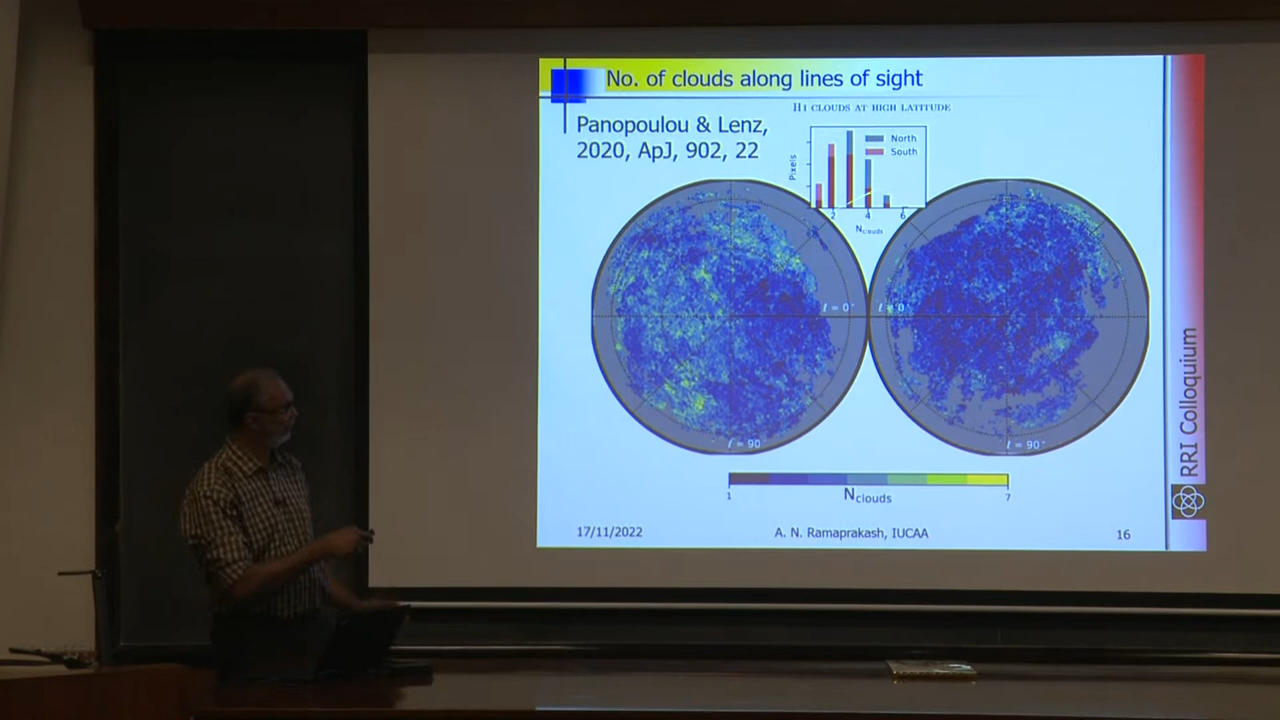 No. of clouds along lines of sight
H I CLOUDS AT HIGH LATITUDE
Panopoulou & Lenz,
2020, ApJ, 902, 22
North
South
Pixels
2 4 6
Nclouds
ℓ = 0°
ℓ = 0°
ℓ = 90°
ℓ = 90°
1 7
Nclouds
17/11/2022
A. N. Ramaprakash, IUCAA
16
RRI Colloquium